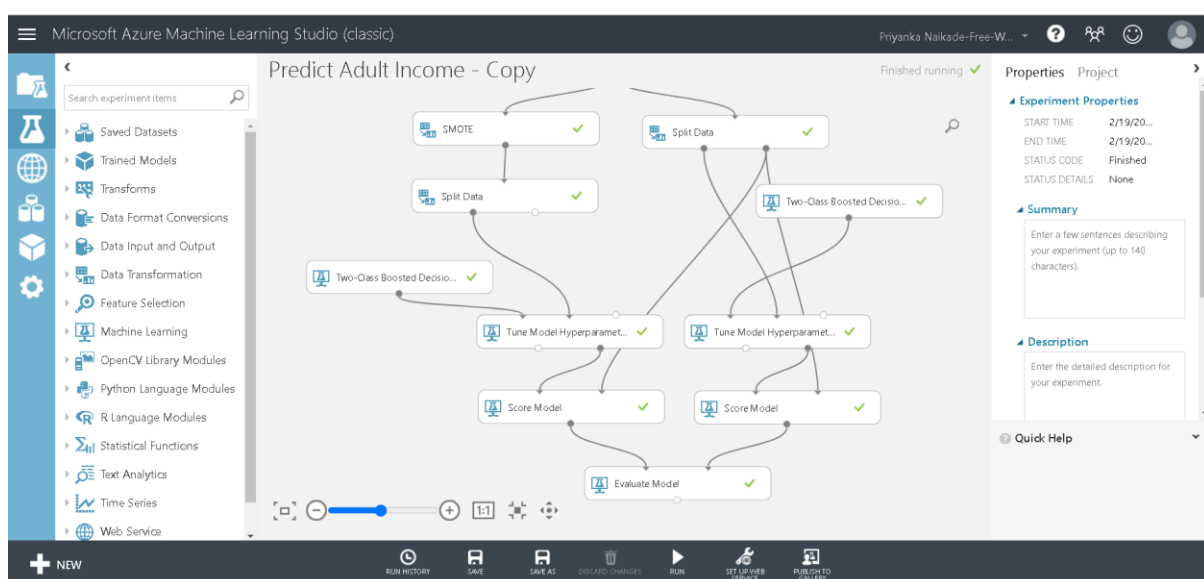 Microsoft Azure Machine Learning Studio (classic)
Priyanka Naikade-Free-W...
Search experiment items
Saved Datasets
Trained Models
Transforms
Data Format Conversions
Data Input and Output
Data Transformation
Feature Selection
Machine Learning
OpenCV Library Modules
Python Language Modules
R Language Modules
Statistical Functions
Text Analytics
Time Series
Web Service
Predict Adult Income - Copy
Finished running
SMOTE
Split Data
Split Data
Two-Class Boosted Decisio...
Two-Class Boosted Decisio...
Tune Model Hyperparamet...
Tune Model Hyperparamet...
Score Model
Score Model
Evaluate Model
1:1
Properties Project
Experiment Properties
START TIME 2/19/20...
END TIME 2/19/20...
STATUS CODE Finished
STATUS DETAILS None
Summary
Enter a few sentences describing
your experiment (up to 140
characters).
Description
Enter the detailed description for
your experiment.
Quick Help
NEW
RUN HISTORY
SAVE
SAVE AS
DISCARD CHANGES
RUN
SET UP WEB
SERVICE
PUBLISH TO
GALLERY